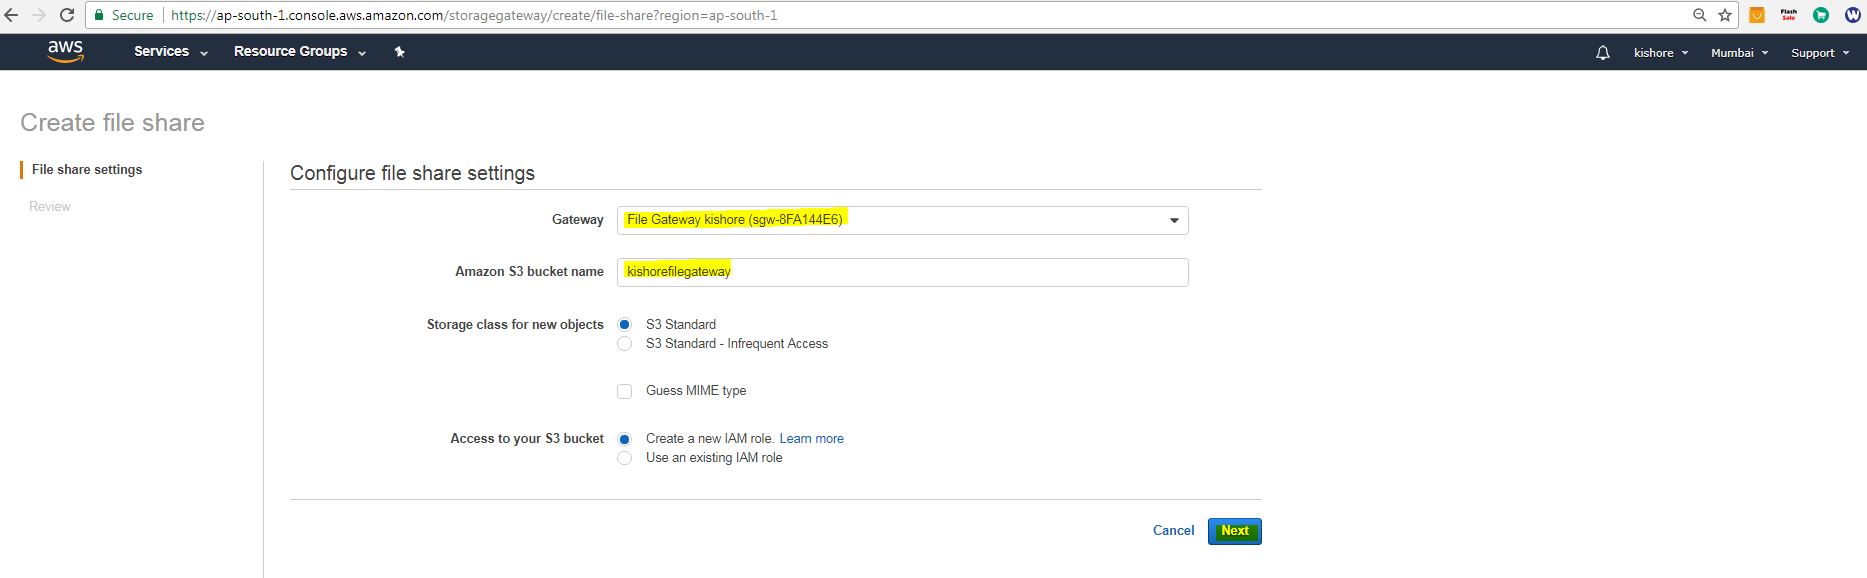 Secure https://ap-south-1.console.aws.amazon.com/storagegateway/create/file-share?region=ap-south-1
Flash
Sale
W
aws Services Resource Groups kishore Mumbai Support
Create file share
File share settings
Review
Configure file share settings
Gateway File Gateway kishore (sgw-8FA144E6)
Amazon S3 bucket name kishorefilegateway
Storage class for new objects S3 Standard
S3 Standard - Infrequent Access
Guess MIME type
Access to your S3 bucket Create a new IAM role. Learn more
Use an existing IAM role
Cancel Next